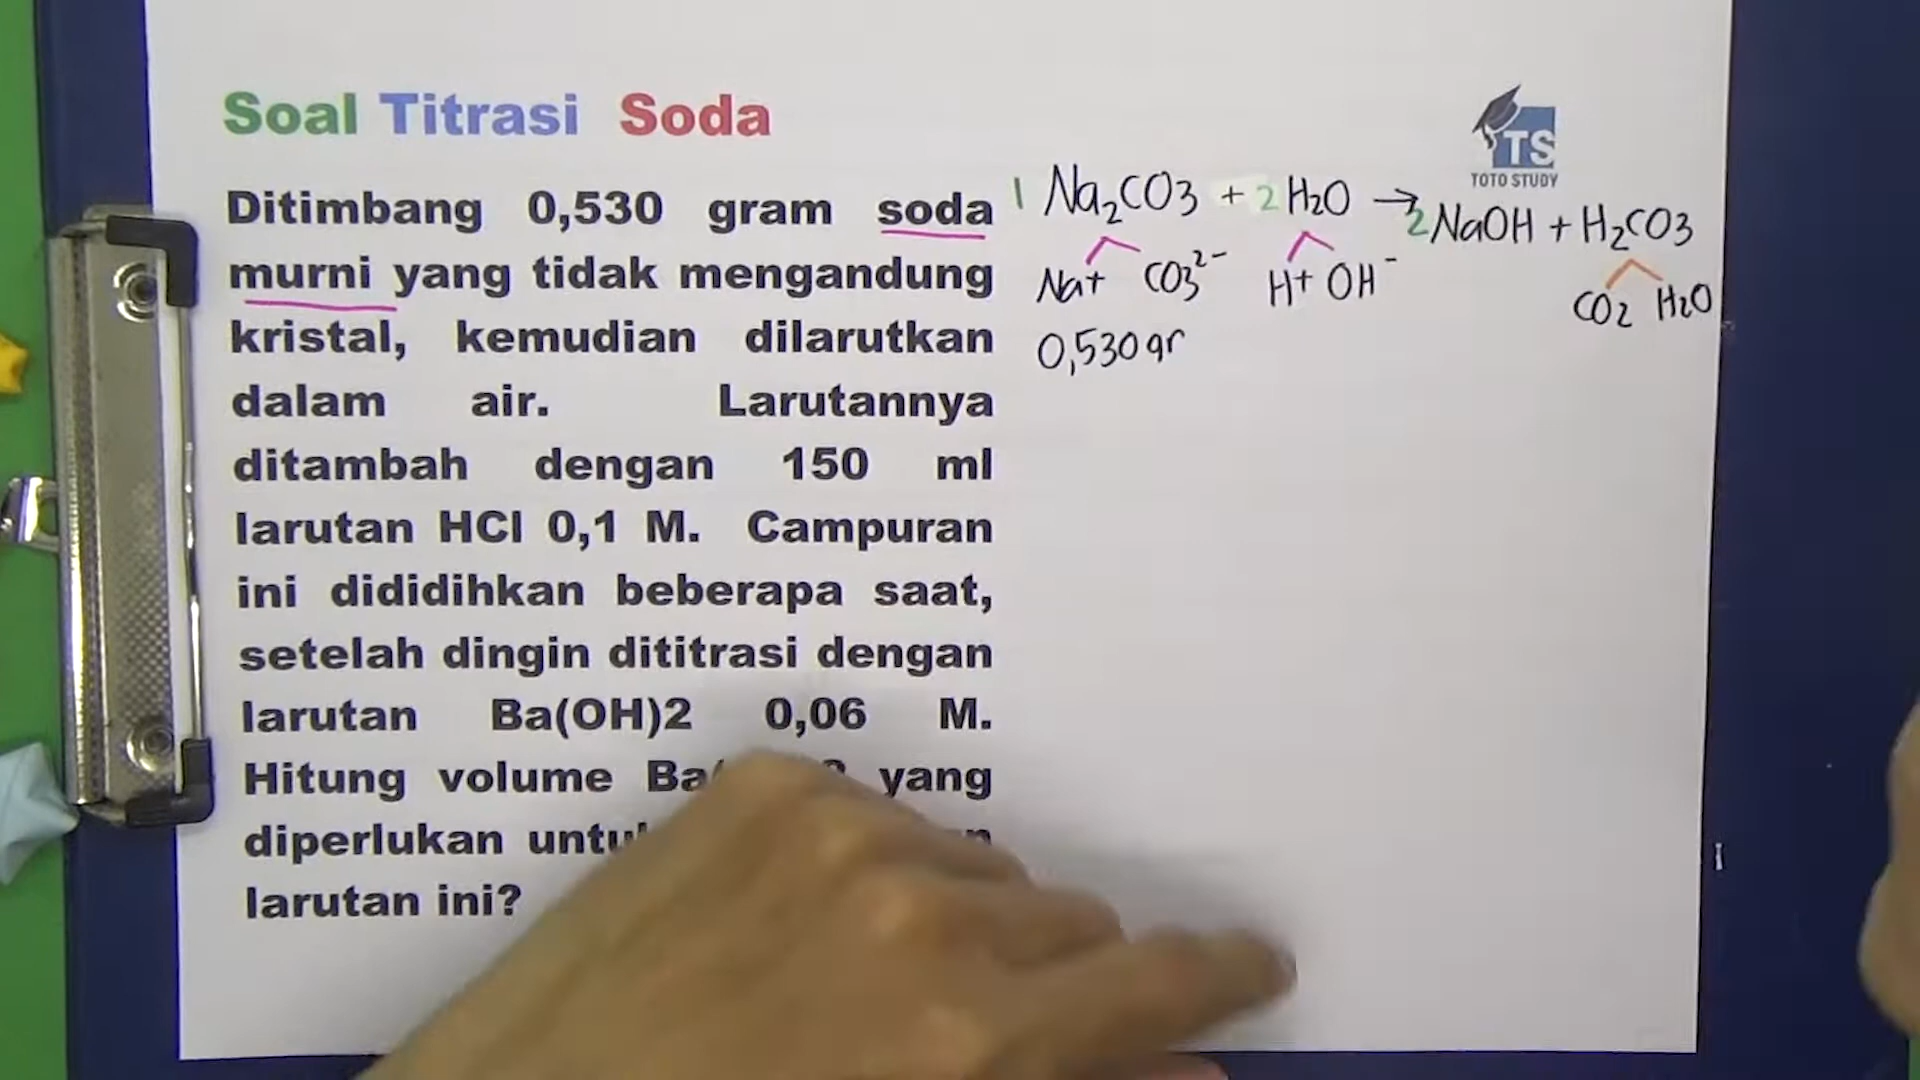 Soal Titrasi Soda
Ditimbang 0,530 gram soda
murni yang tidak mengandung
kristal, kemudian dilarutkan
dalam air. Larutannya
ditambah dengan 150 ml
larutan HCl 0,1 M. Campuran
ini dididihkan beberapa saat,
setelah dingin dititrasi dengan
larutan Ba(OH)2 0,06 M.
Hitung volume yang
diperlukan
larutan ini?
TS
TOTO STUDY
1 Na₂CO3 + 2 H₂O → 2 NaOH + H₂CO3
Na+ CO3²⁻ H+ OH⁻ CO₂ H₂O
0,530 gr